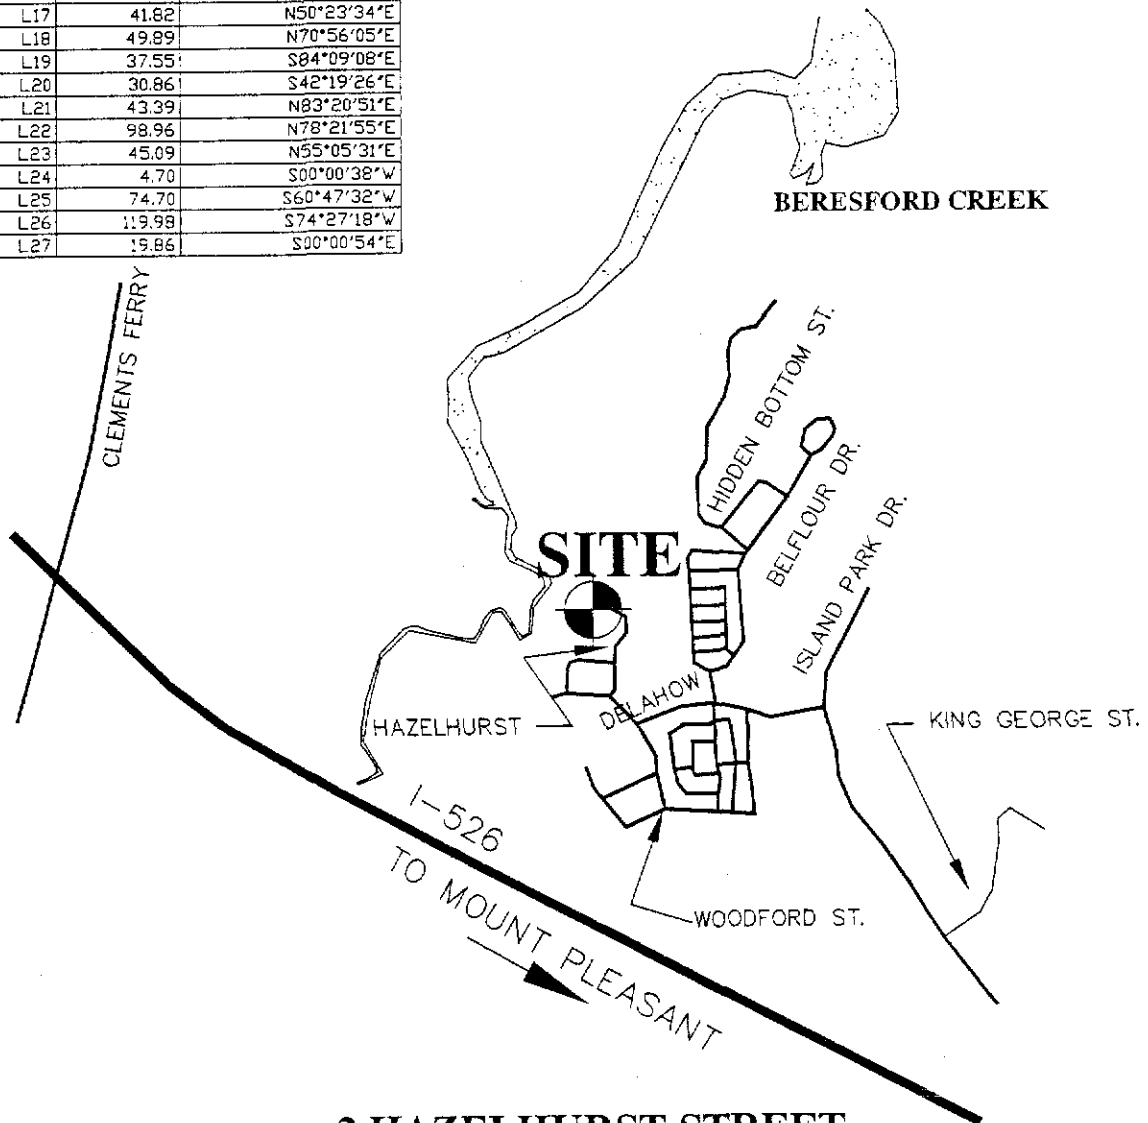 L17 41.82 N50°23'34"E
L18 49.89 N70°56'05"E
L19 37.55 S84°09'08"E
L20 30.86 S42°19'26"E
L21 43.39 N83°20'51"E
L22 98.96 N78°21'55"E
L23 45.09 N55°05'31"E
L24 4.70 S00°00'38"W
L25 74.70 S60°47'32"W
L26 119.98 S74°27'18"W
L27 19.86 S00°00'54"E
BERESFORD CREEK
CLEMENTS FERRY
HIDDEN BOTTOM ST.
BELFLOUR DR.
ISLAND PARK DR.
SITE
DELAHOW
HAZELHURST
KING GEORGE ST.
I-526
TO MOUNT PLEASANT
WOODFORD ST.
2 HAZELHURST STREET